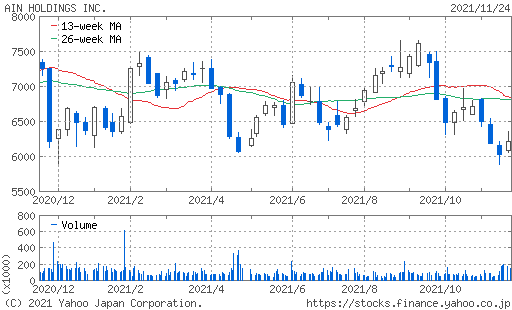 AIN HOLDINGS INC. 2021/11/24
8000
13-week MA
26-week MA
7500
7000
6500
6000
5500
2020/12 2021/2 2021/4 2021/6 2021/8 2021/10
800
Volume
600
400
200
0
(x1000)
2020/12 2021/2 2021/4 2021/6 2021/8 2021/10
(C) 2021 Yahoo Japan Corporation. https://stocks.finance.yahoo.co.jp/